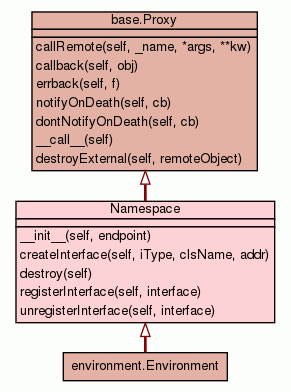 base.Proxy
callRemote(self, _name, *args, **kw)
callback(self, obj)
errback(self, f)
notifyOnDeath(self, cb)
dontNotifyOnDeath(self, cb)
__call__(self)
destroyExternal(self, remoteObject)
Namespace
__init__(self, endpoint)
createInterface(self, iType, clsName, addr)
destroy(self)
registerInterface(self, interface)
unregisterInterface(self, interface)
environment.Environment